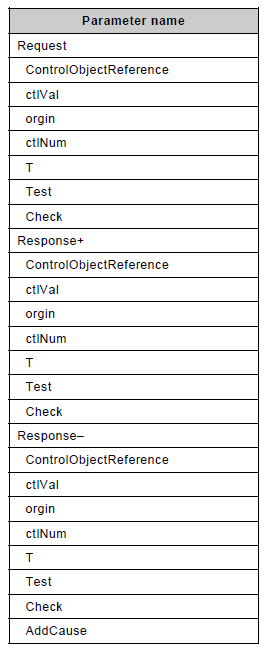 Parameter name
Request
ControlObjectReference
ctlVal
orgin
ctlNum
T
Test
Check
Response+
ControlObjectReference
ctlVal
orgin
ctlNum
T
Test
Check
Response–
ControlObjectReference
ctlVal
orgin
ctlNum
T
Test
Check
AddCause